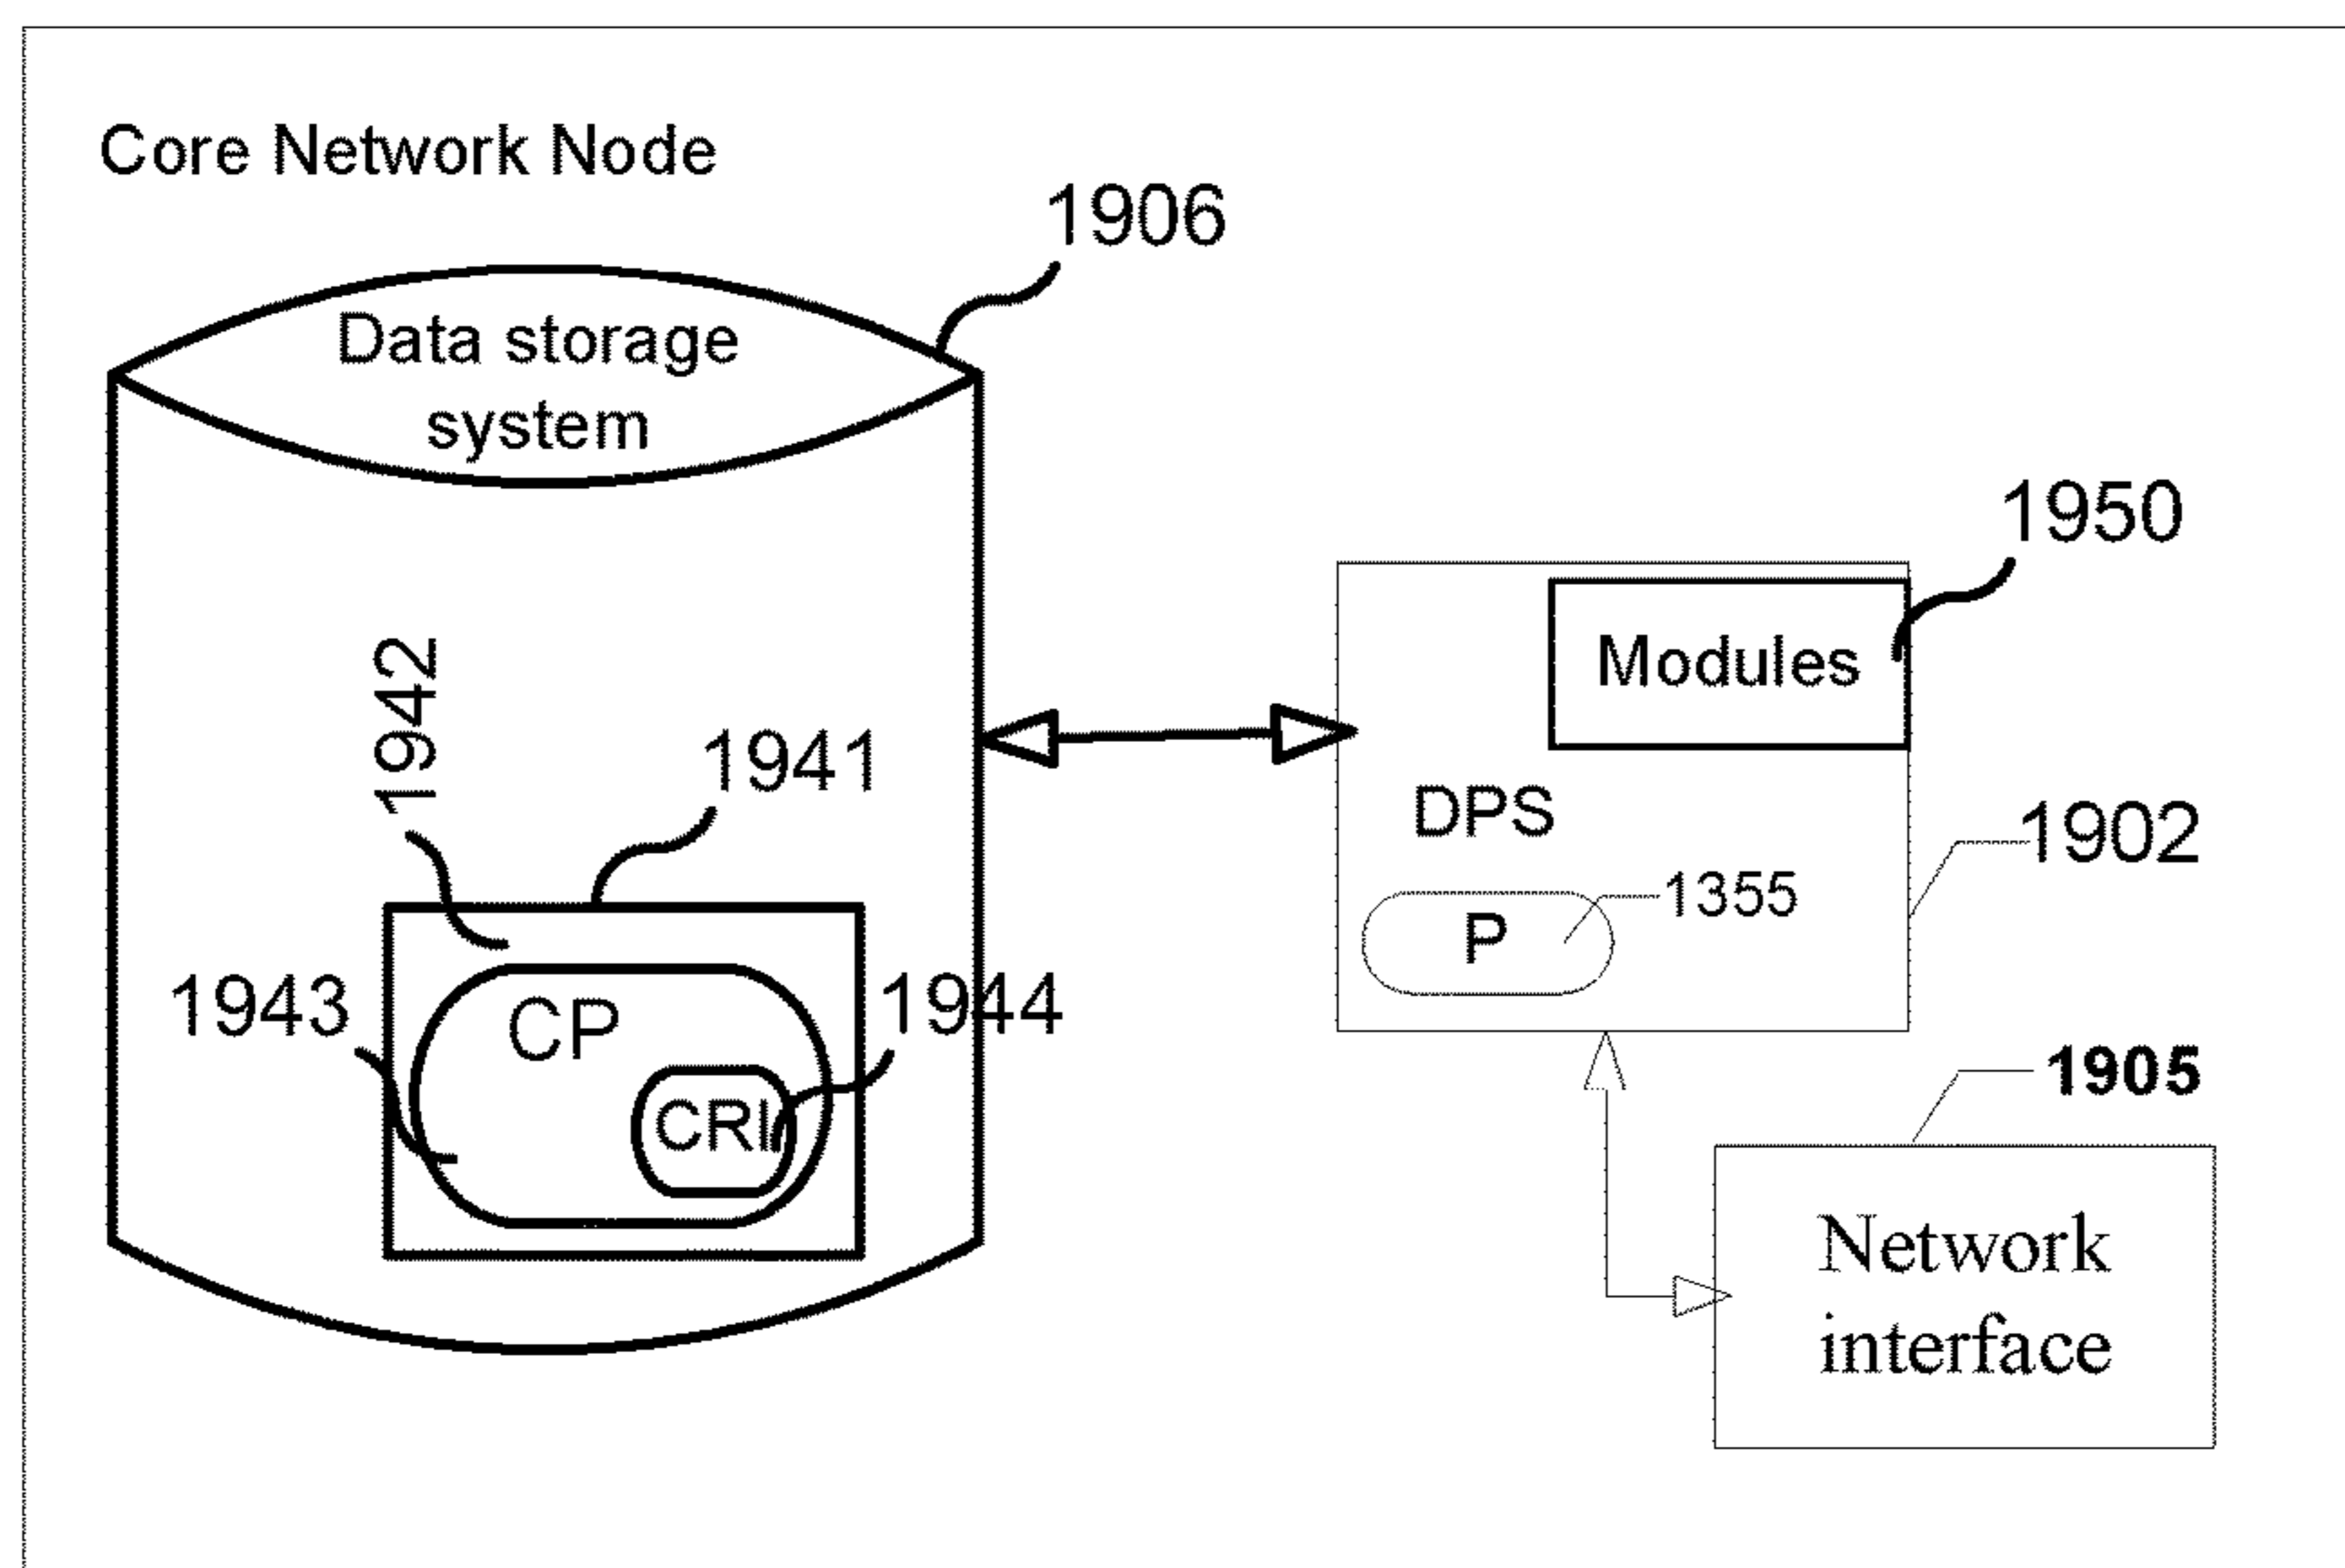 Core Network Node
1906
Data storage
system
1950
Modules
1942
1941
DPS
1902
1355
P
1943
CP
1944
CRI
1905
Network
interface